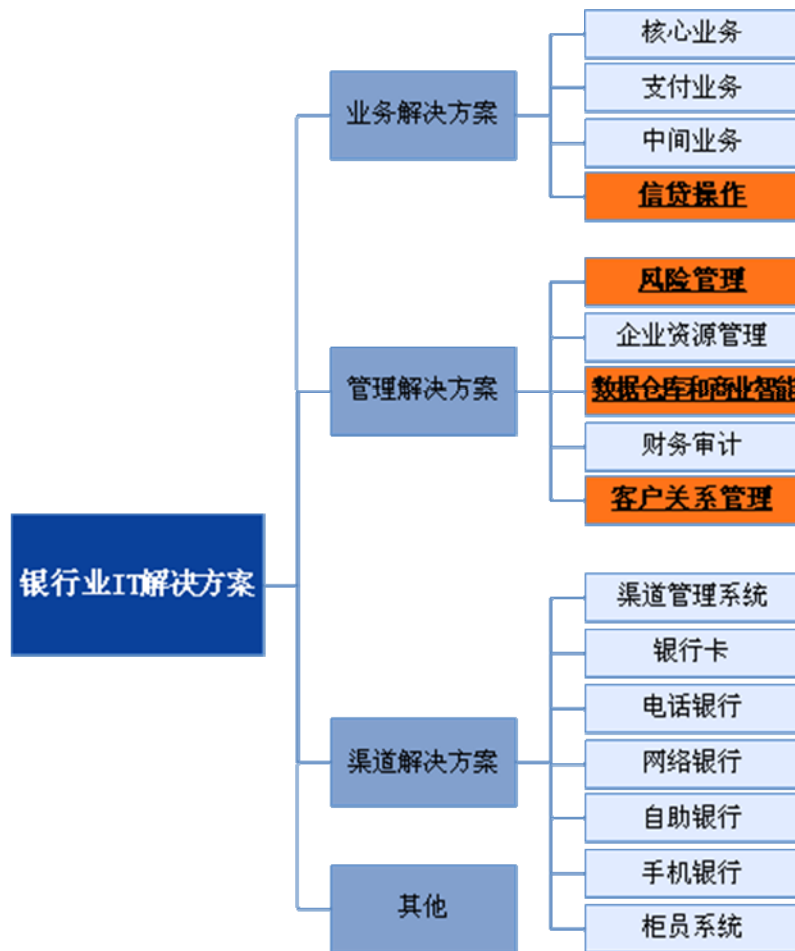 银行业IT解决方案
业务解决方案
核心业务
支付业务
中间业务
信贷操作
管理解决方案
风险管理
企业资源管理
数据仓库和商业智能
财务审计
客户关系管理
渠道解决方案
渠道管理系统
银行卡
电话银行
网络银行
自助银行
手机银行
柜员系统
其他